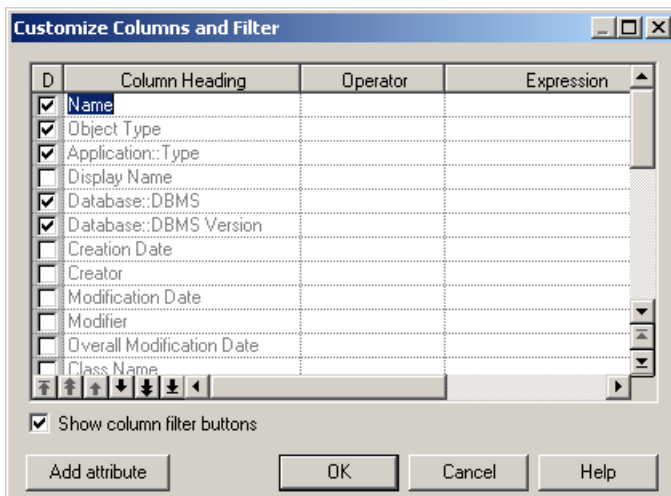 Customize Columns and Filter
D Column Heading Operator Expression
Name
Object Type
Application::Type
Display Name
Database::DBMS
Database::DBMS Version
Creation Date
Creator
Modification Date
Modifier
Overall Modification Date
Class Name
Show column filter buttons
Add attribute OK Cancel Help